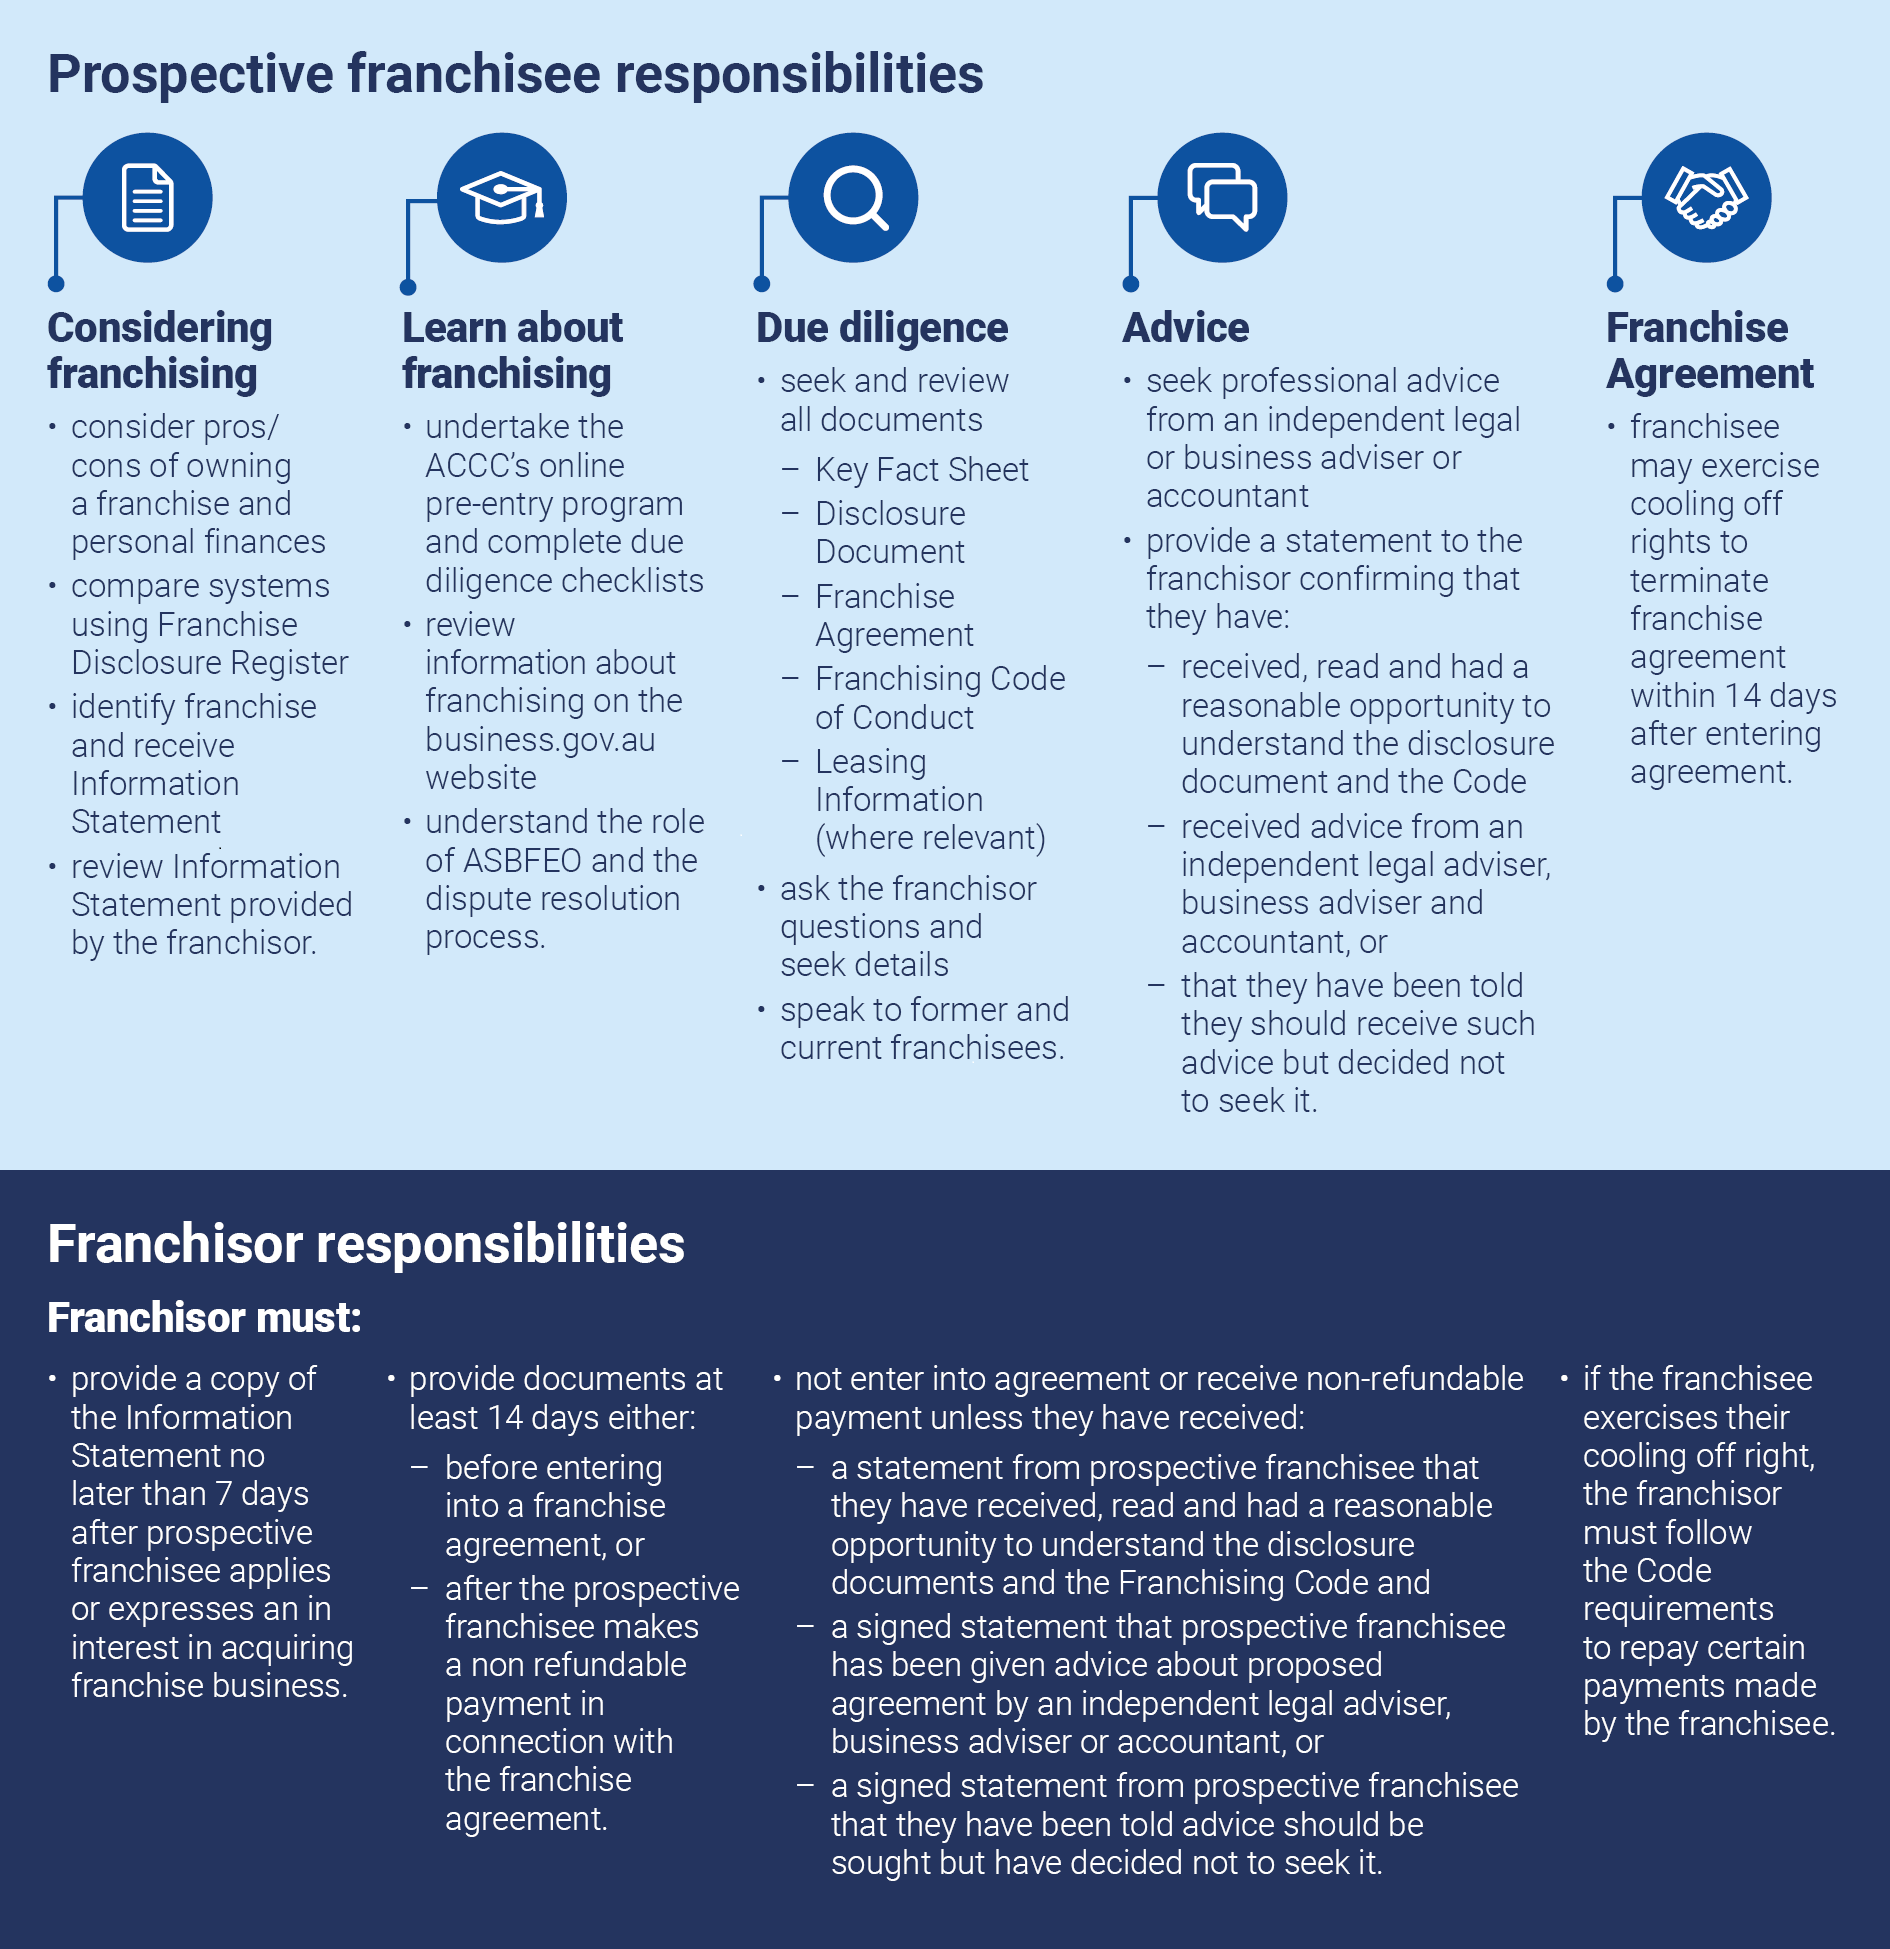 Prospective franchisee responsibilities
Considering
franchising
• consider pros/
cons of owning
a franchise and
personal finances
• compare systems
using Franchise
Disclosure Register
• identify franchise
and receive
Information
Statement
• review Information
Statement provided
by the franchisor.
Learn about
franchising
• undertake the
ACCC’s online
pre-entry program
and complete due
diligence checklists
• review
information about
franchising on the
business.gov.au
website
• understand the role
of ASBFEO and the
dispute resolution
process.
Due diligence
• seek and review
all documents
– Key Fact Sheet
– Disclosure
Document
– Franchise
Agreement
– Franchising Code
of Conduct
– Leasing
Information
(where relevant)
• ask the franchisor
questions and
seek details
• speak to former and
current franchisees.
Advice
• seek professional advice
from an independent legal
or business adviser or
accountant
• provide a statement to the
franchisor confirming that
they have:
– received, read and had a
reasonable opportunity to
understand the disclosure
document and the Code
– received advice from an
independent legal adviser,
business adviser and
accountant, or
– that they have been told
they should receive such
advice but decided not
to seek it.
Franchise
Agreement
• franchisee
may exercise
cooling off
rights to
terminate
franchise
agreement
within 14 days
after entering
agreement.
Franchisor responsibilities
Franchisor must:
• provide a copy of
the Information
Statement no
later than 7 days
after prospective
franchisee applies
or expresses an in
interest in acquiring
franchise business.
• provide documents at
least 14 days either:
– before entering
into a franchise
agreement, or
– after the prospective
franchisee makes
a non refundable
payment in
connection with
the franchise
agreement.
• not enter into agreement or receive non-refundable
payment unless they have received:
– a statement from prospective franchisee that
they have received, read and had a reasonable
opportunity to understand the disclosure
documents and the Franchising Code and
– a signed statement that prospective franchisee
has been given advice about proposed
agreement by an independent legal adviser,
business adviser or accountant, or
– a signed statement from prospective franchisee
that they have been told advice should be
sought but have decided not to seek it.
• if the franchisee
exercises their
cooling off right,
the franchisor
must follow
the Code
requirements
to repay certain
payments made
by the franchisee.